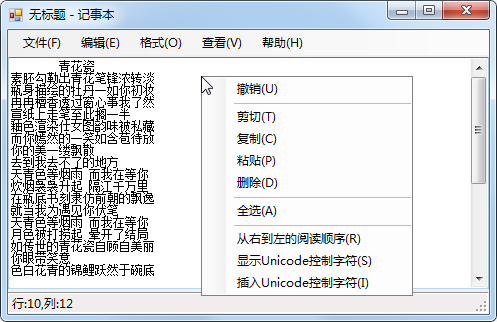 无标题 - 记事本
文件(F) 编辑(E) 格式(O) 查看(V) 帮助(H)
青花瓷
素胚勾勒出青花笔锋浓转淡
瓶身描绘的牡丹一如你初妆
冉冉檀香透过窗心事我了然
宣纸上走笔至此搁一半
釉色渲染仕女图韵味被私藏
而你嫣然的一笑如含苞待放
你的美一缕飘散
去到我去不了的地方
天青色等烟雨 而我在等你
炊烟袅袅升起 隔江千万里
在瓶底书刻隶仿前朝的飘逸
就当我为遇见你伏笔
天青色等烟雨 而我在等你
月色被打捞起 晕开了结局
如传世的青花瓷自顾自美丽
你眼带笑意
色白花青的锦鲤跃然于碗底
撤销(U)
剪切(T)
复制(C)
粘贴(P)
删除(D)
全选(A)
从右到左的阅读顺序(R)
显示Unicode控制字符(S)
插入Unicode控制字符(I)
行:10,列:12